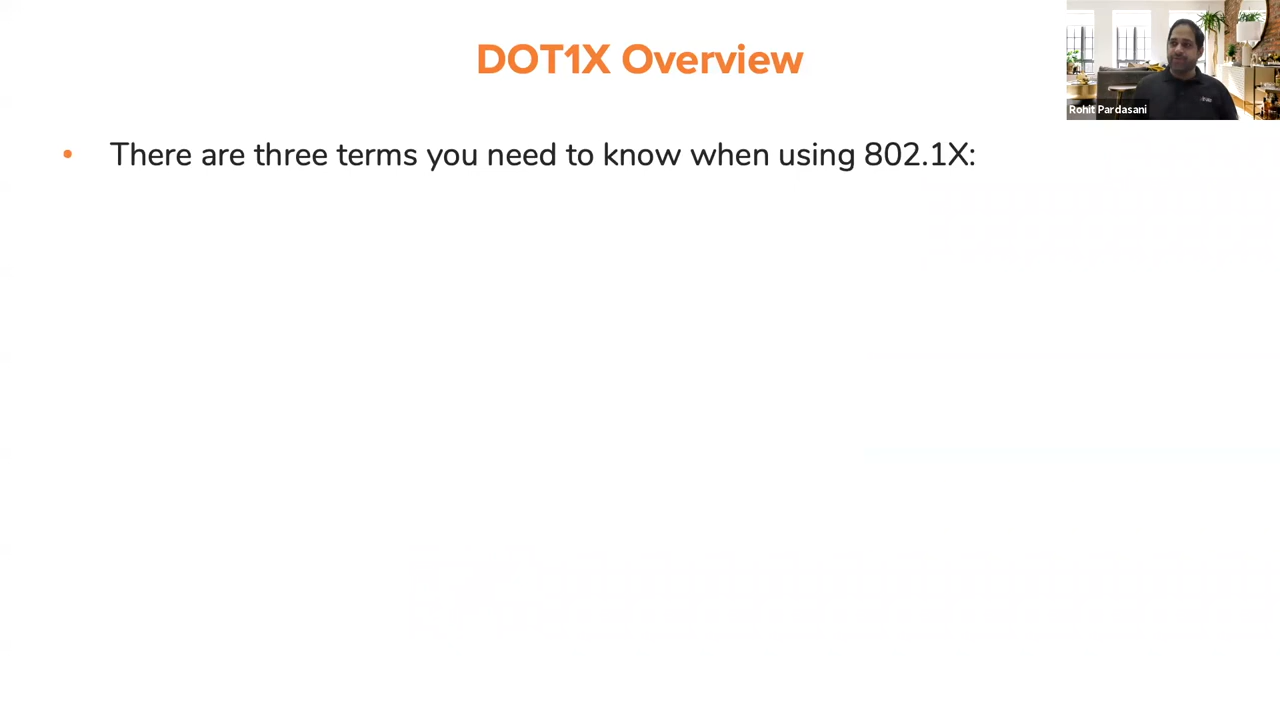 DOT1X Overview
Rohit Pardasani
• There are three terms you need to know when using 802.1X: